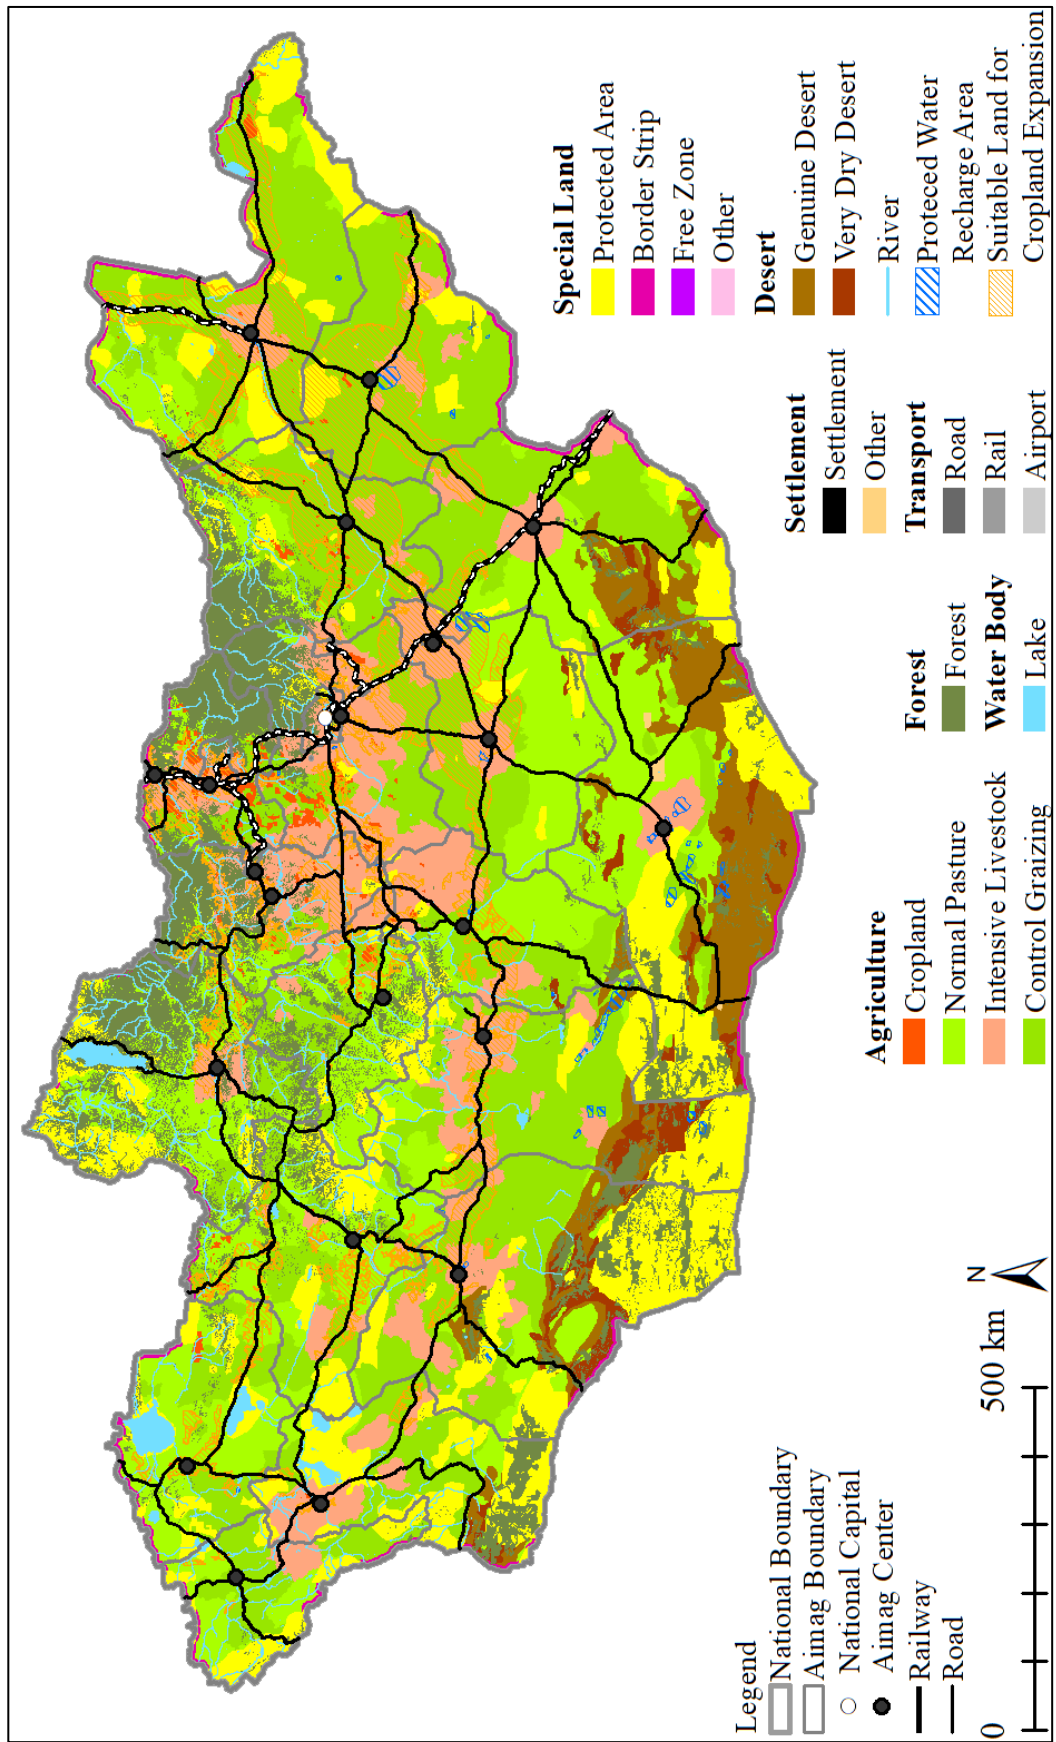 Legend
National Boundary
Aimag Boundary
National Capital
Aimag Center
Railway
Road
0
500 km
N
Agriculture
Cropland
Normal Pasture
Intensive Livestock
Control Graizing
Forest
Forest
Water Body
Lake
Settlement
Settlement
Other
Transport
Road
Rail
Airport
Special Land
Protected Area
Border Strip
Free Zone
Other
Desert
Genuine Desert
Very Dry Desert
River
Proteced Water
Recharge Area
Suitable Land for
Cropland Expansion